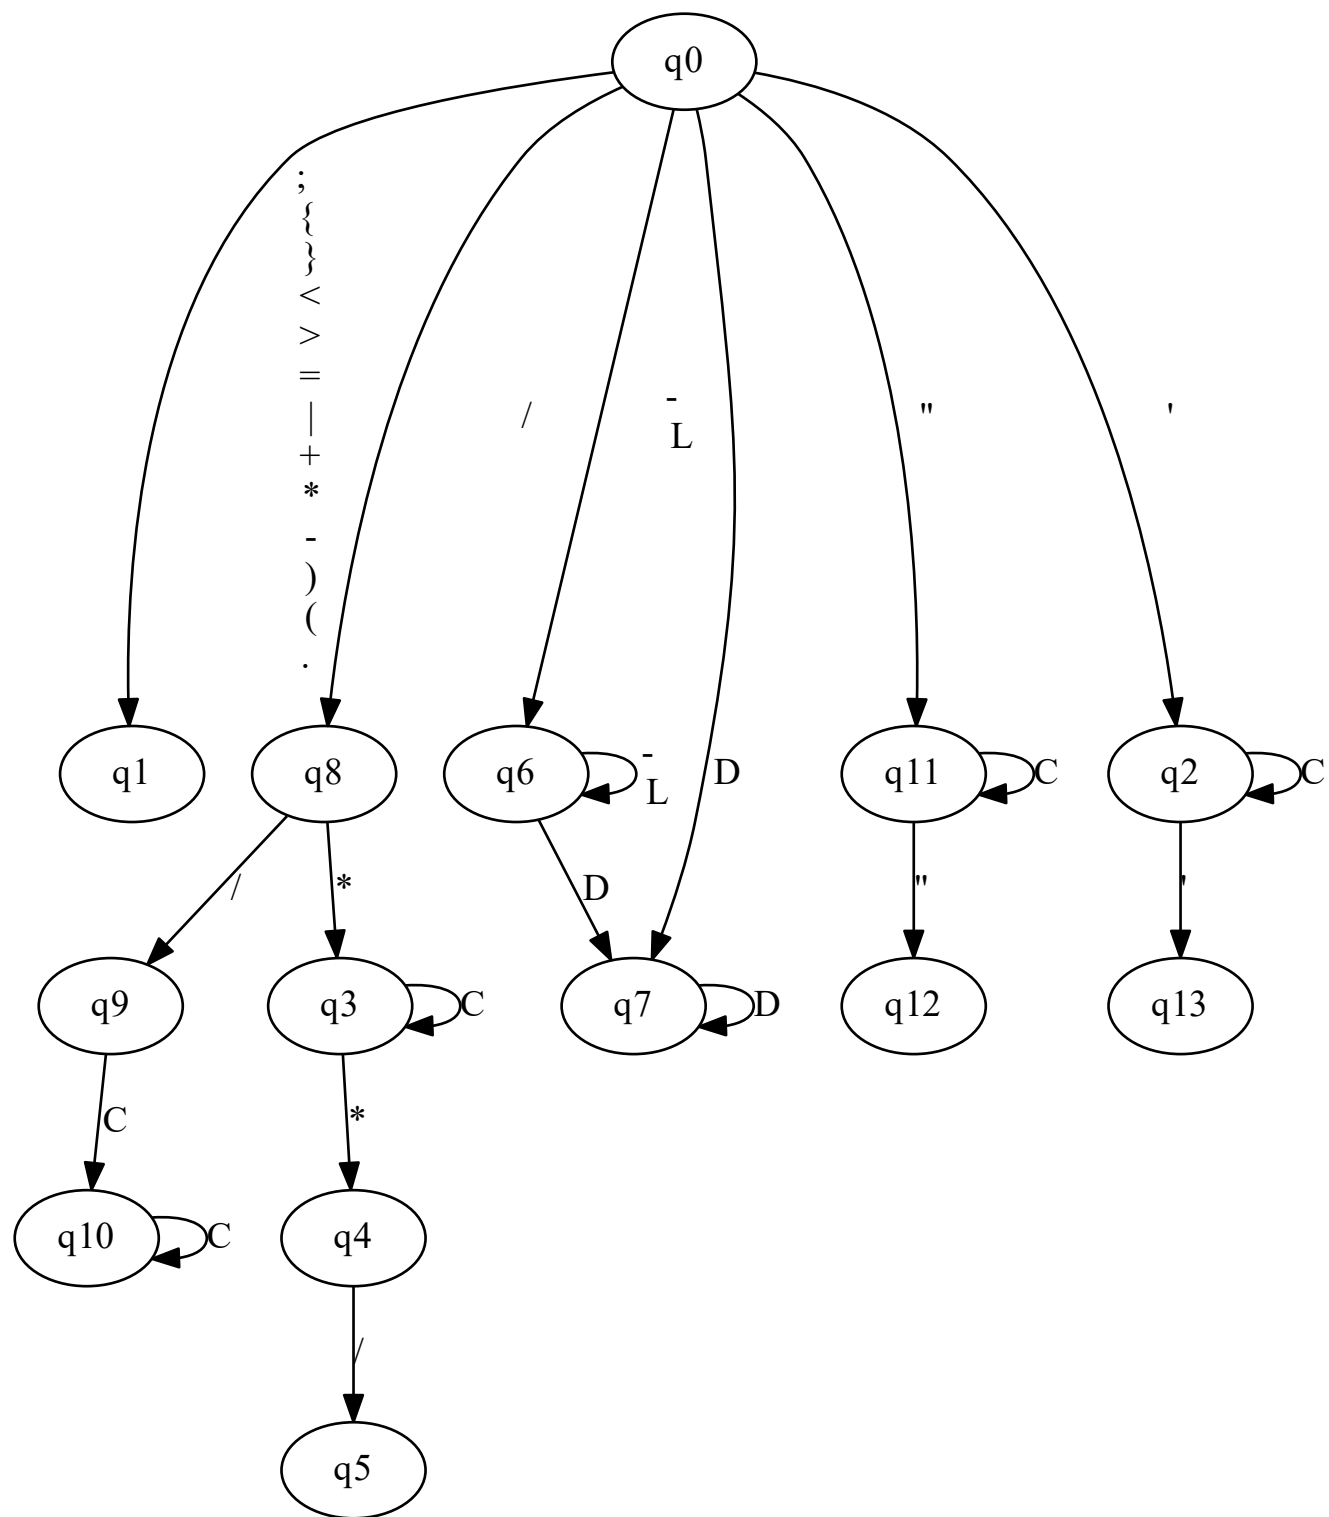 q0
;
{
}
<
>
=
|
+
*
-
)
(
.
/
-
L
"
'
q1
q8
q6
-
L
D
q11
C
q2
C
/
*
D
"
'
q9
q3
C
q7
D
q12
q13
C
*
q10
C
q4
/
q5